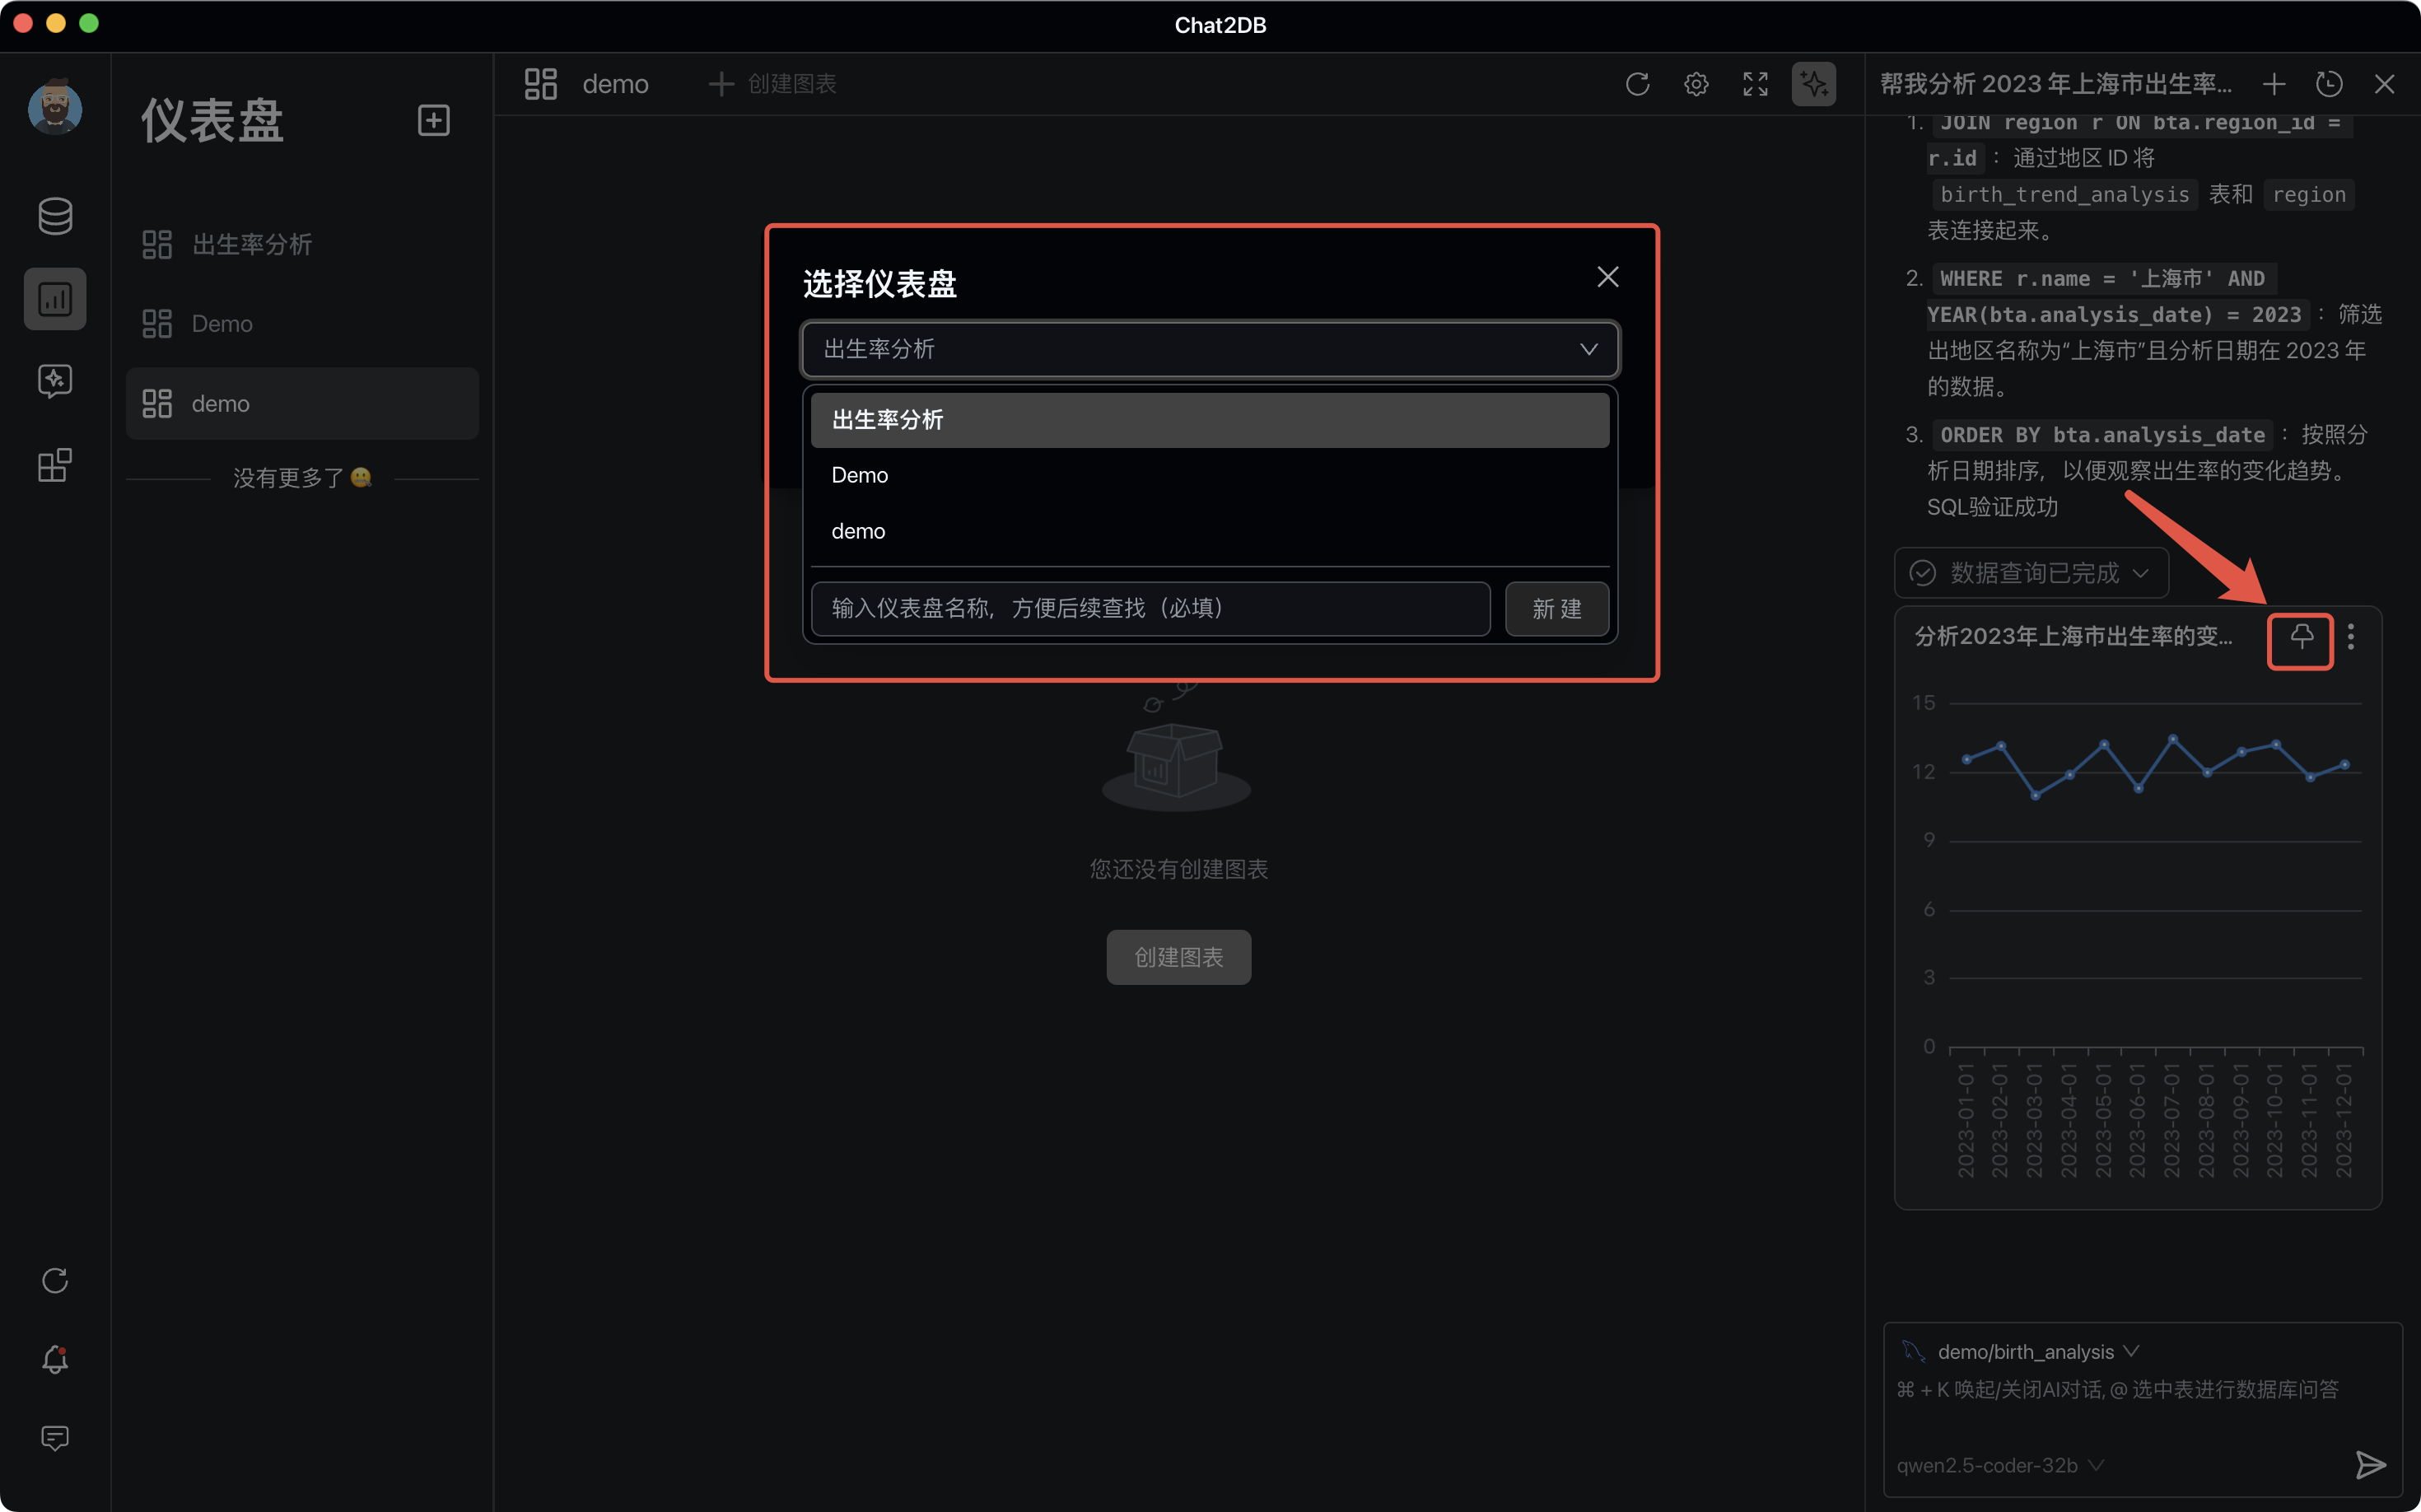 Chat2DB
仪表盘
出生率分析
Demo
demo
没有更多了
demo
创建图表
选择仪表盘
出生率分析
出生率分析
Demo
demo
输入仪表盘名称，方便后续查找（必填）
新 建
您还没有创建图表
创建图表
帮我分析 2023 年上海市出生率...
1. JOIN region r ON bta.region_id =
r.id ：通过地区 ID 将
birth_trend_analysis 表和 region
表连接起来。
2. WHERE r.name = '上海市' AND
YEAR(bta.analysis_date) = 2023 ：筛选
出地区名称为“上海市”且分析日期在 2023 年
的数据。
3. ORDER BY bta.analysis_date ：按照分
析日期排序，以便观察出生率的变化趋势。
SQL验证成功
数据查询已完成
分析2023年上海市出生率的变...
15
12
9
6
3
0
2023-01-01
2023-02-01
2023-03-01
2023-04-01
2023-05-01
2023-06-01
2023-07-01
2023-08-01
2023-09-01
2023-10-01
2023-11-01
2023-12-01
demo/birth_analysis
⌘ + K 唤起/关闭AI对话, @ 选中表进行数据库问答
qwen2.5-coder-32b